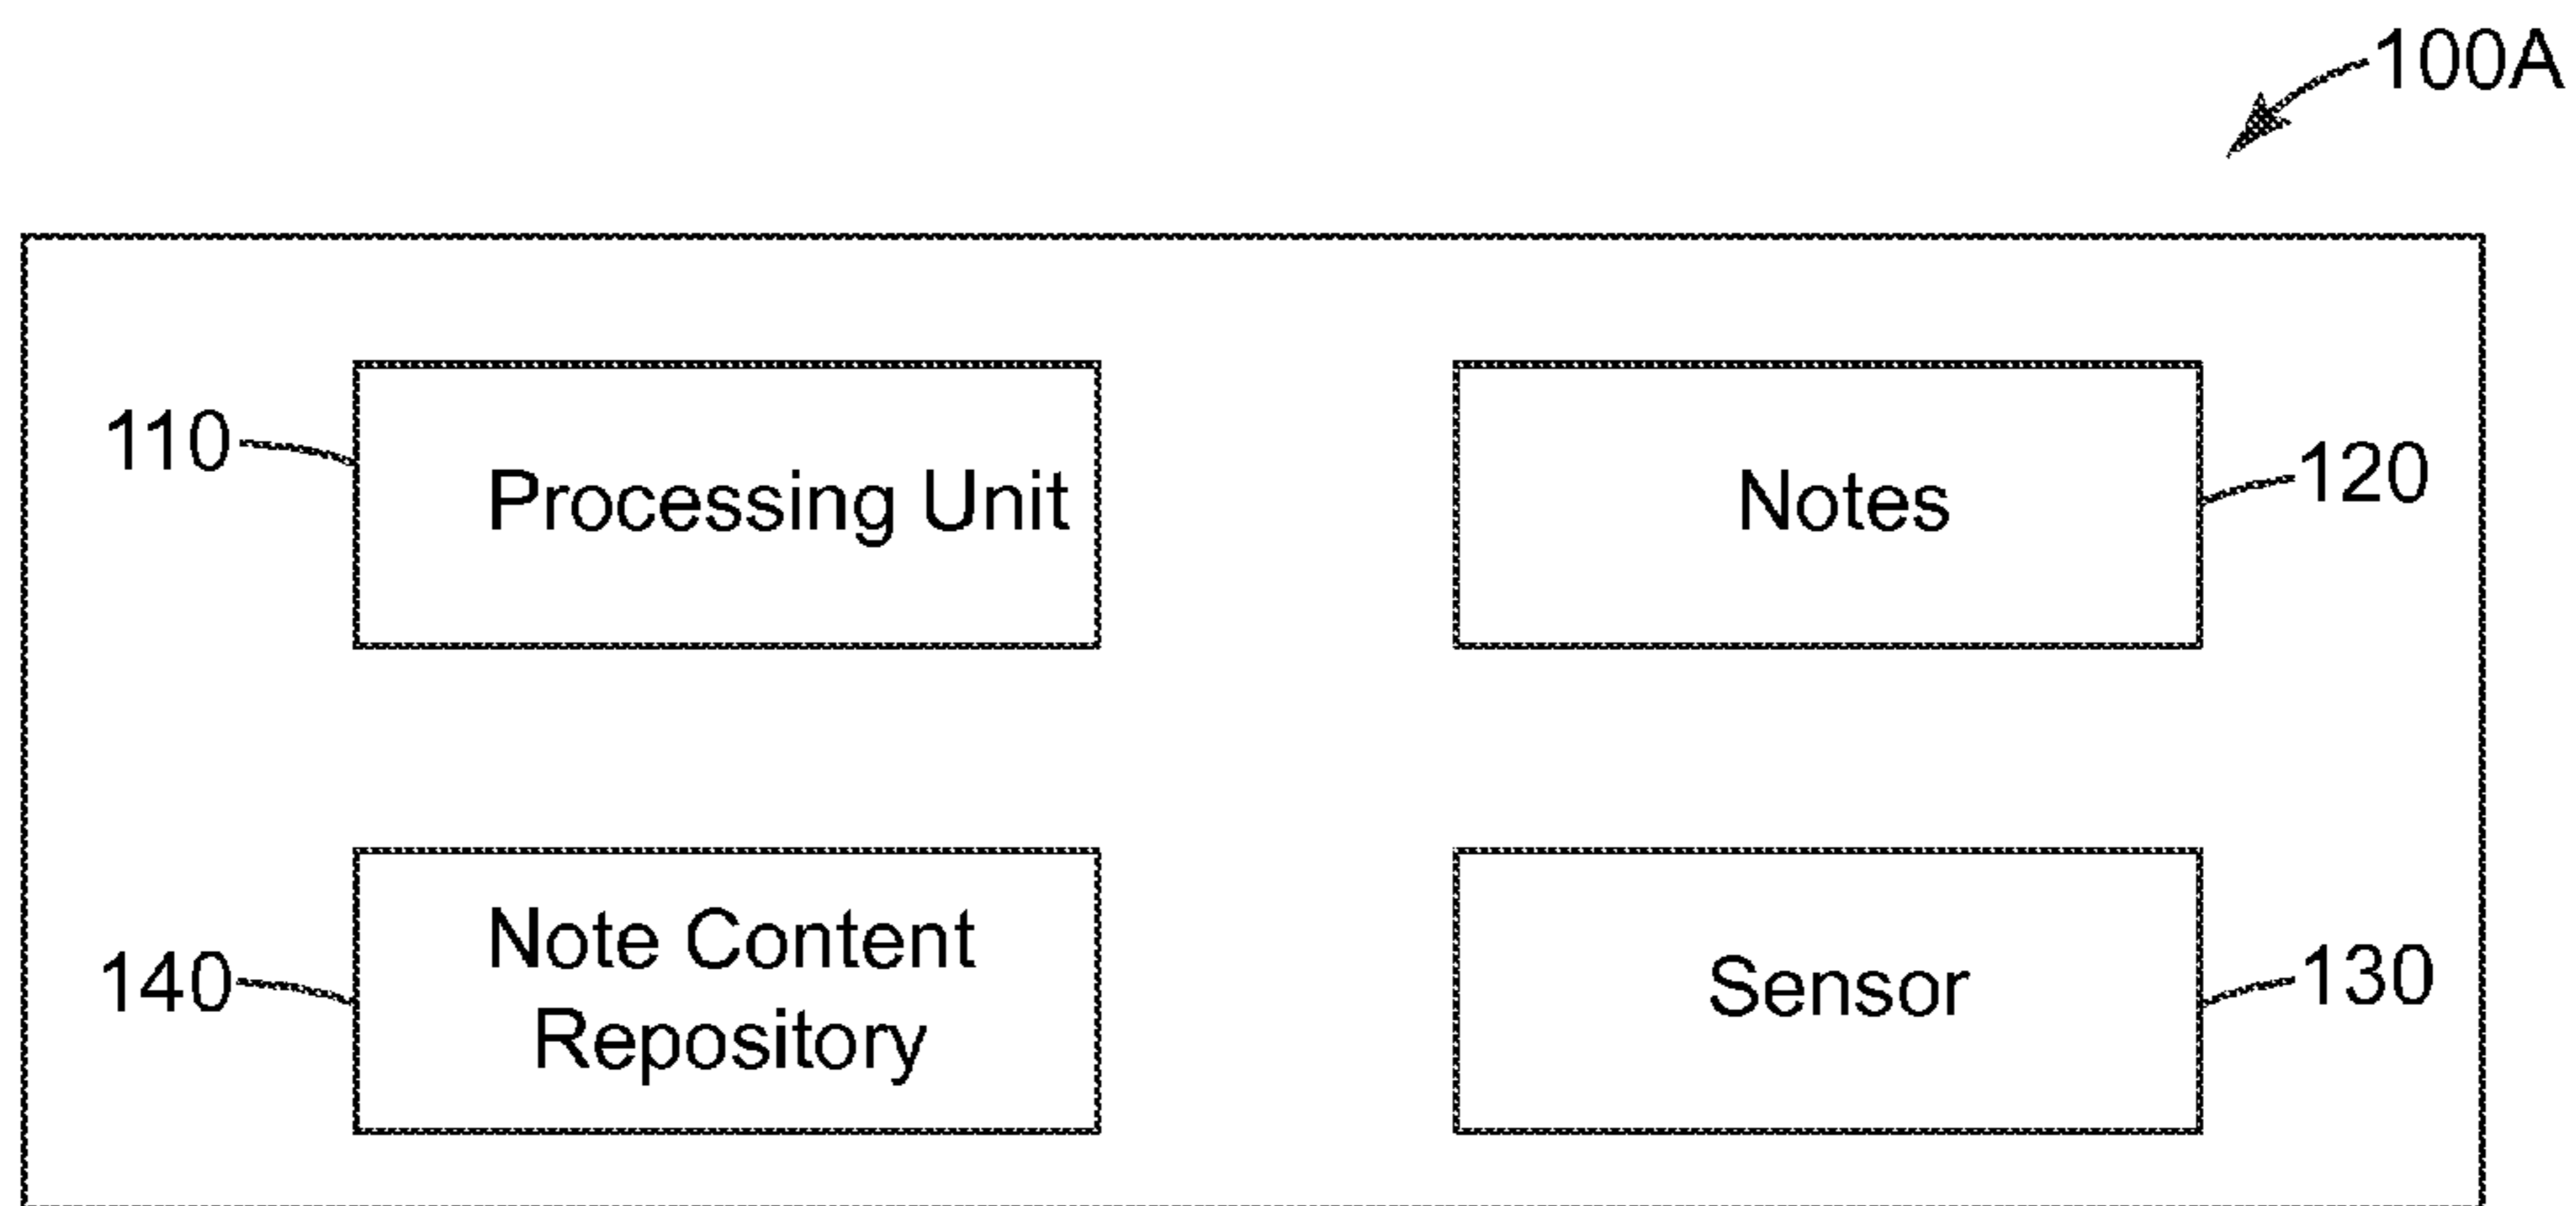 100A
110
Processing Unit
Notes
120
140
Note Content
Repository
Sensor
130